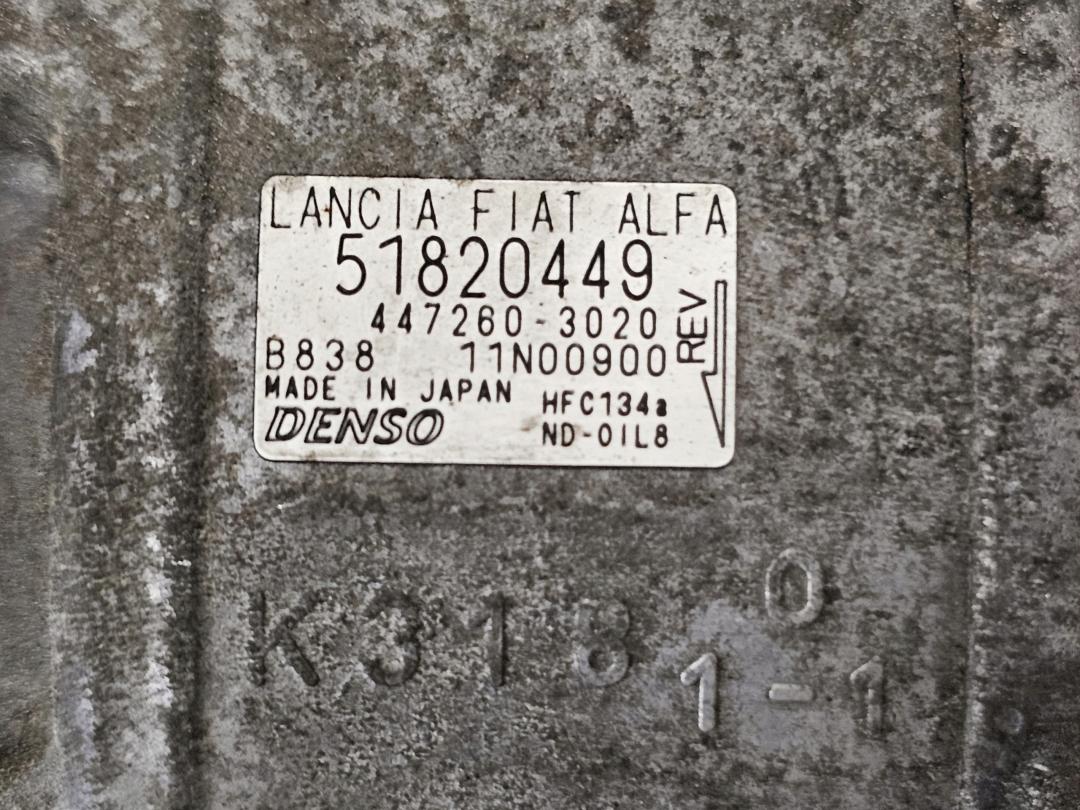 LANCIA FIAT ALFA
51820449
447260-3020
B838 11N00900
REV
MADE IN JAPAN HFC134a
DENSO ND-OIL8
K318 0
1-1